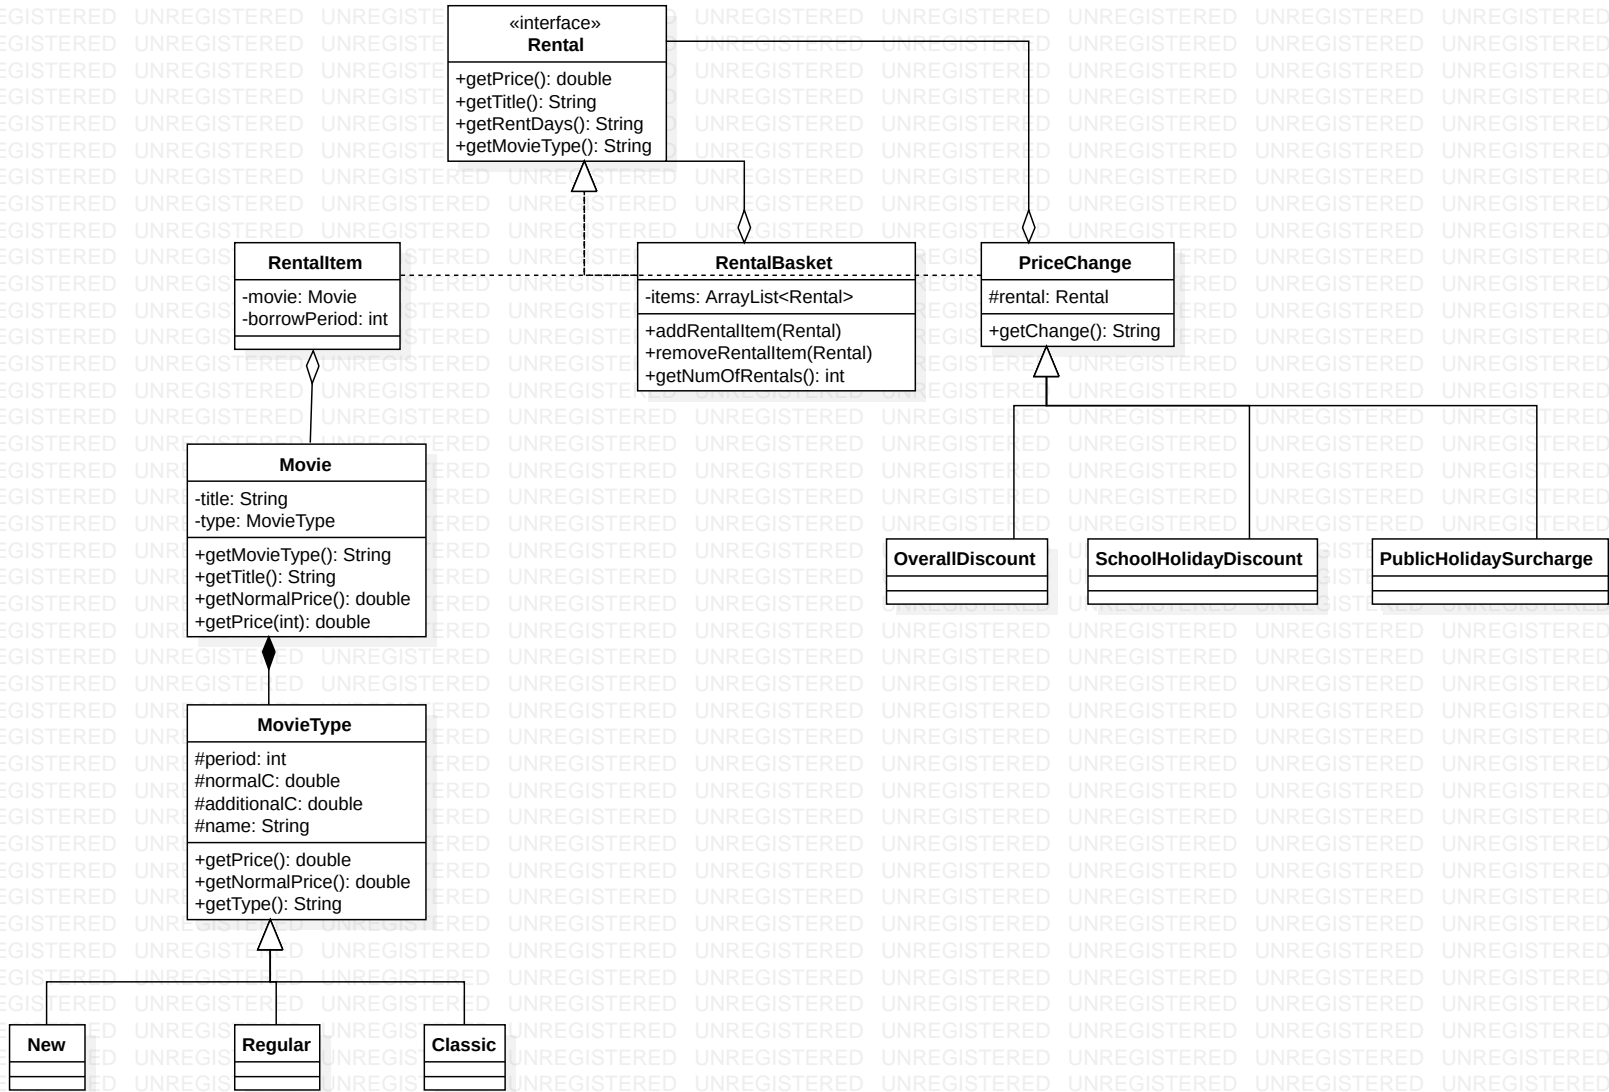 «interface»
Rental
+getPrice(): double
+getTitle(): String
+getRentDays(): String
+getMovieType(): String
RentalItem
-movie: Movie
-borrowPeriod: int
RentalBasket
-items: ArrayList<Rental>
+addRentalItem(Rental)
+removeRentalItem(Rental)
+getNumOfRentals(): int
PriceChange
#rental: Rental
+getChange(): String
Movie
-title: String
-type: MovieType
+getMovieType(): String
+getTitle(): String
+getNormalPrice(): double
+getPrice(int): double
OverallDiscount
SchoolHolidayDiscount
PublicHolidaySurcharge
MovieType
#period: int
#normalC: double
#additionalC: double
#name: String
+getPrice(): double
+getNormalPrice(): double
+getType(): String
New
Regular
Classic
UNREGISTERED